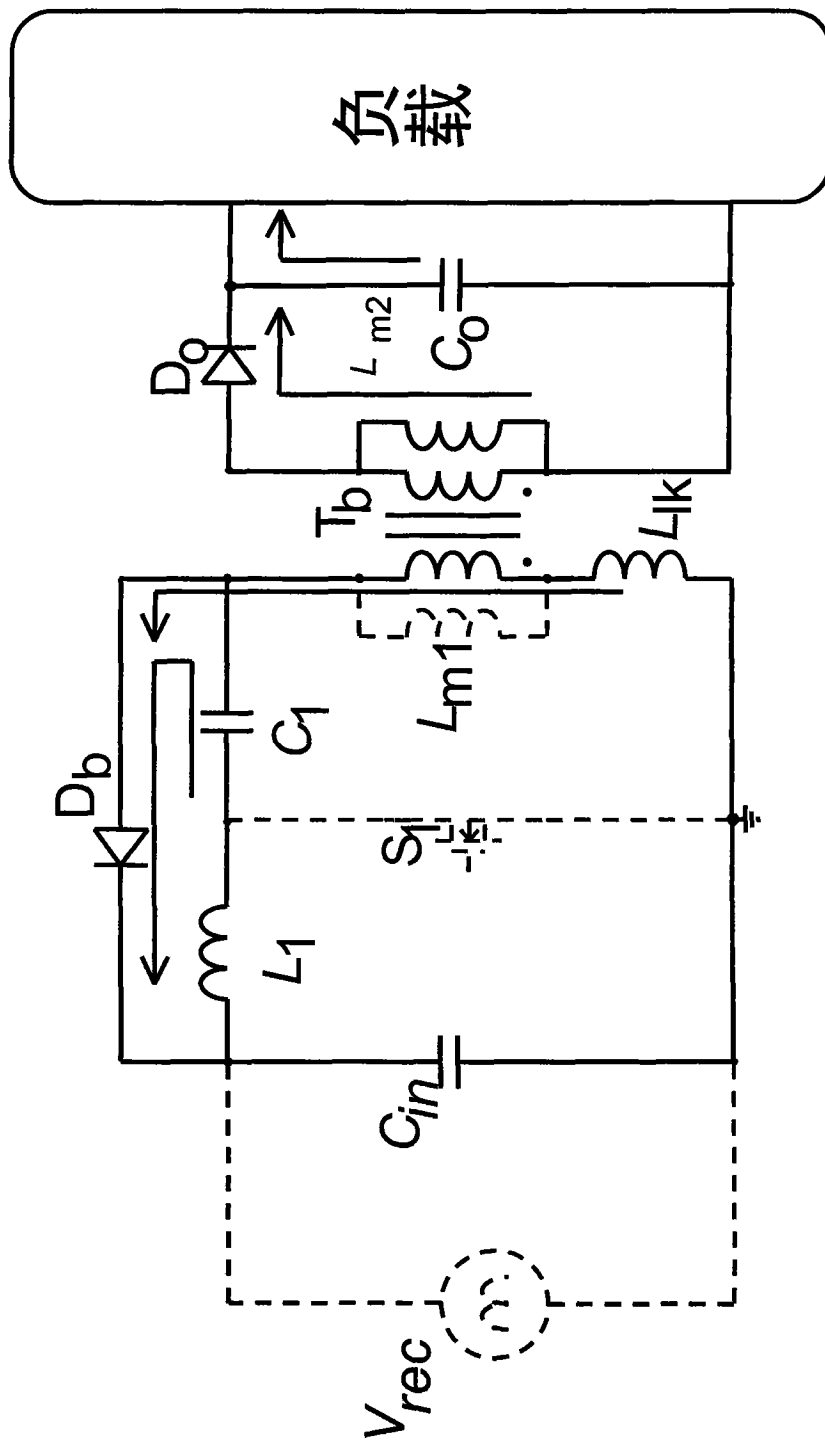 负载
D_o
L_m2
C_o
T_b
L_lk
D_b
C_1
L_m1
S_1
L_1
C_in
V_rec